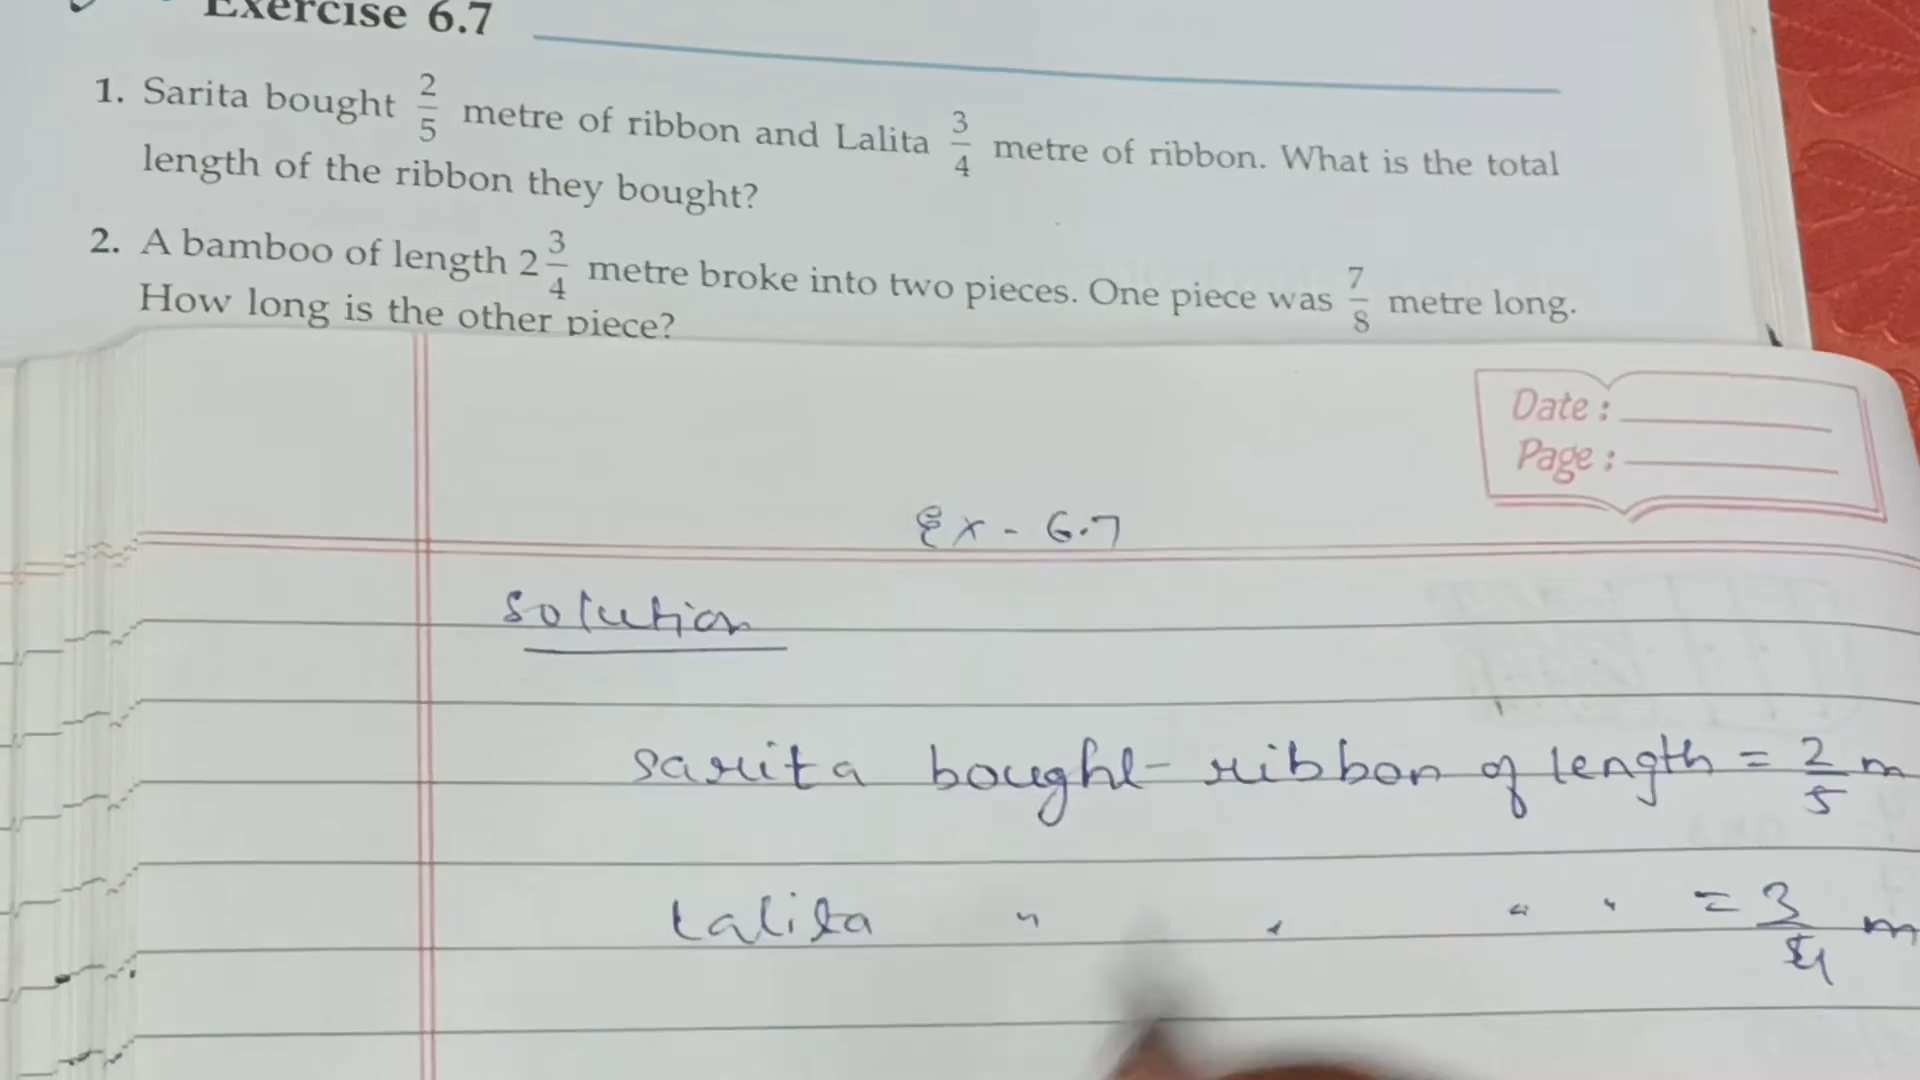 Exercise 6.7
1. Sarita bought 2/5 metre of ribbon and Lalita 3/4 metre of ribbon. What is the total
length of the ribbon they bought?
2. A bamboo of length 2 3/4 metre broke into two pieces. One piece was 7/8 metre long.
How long is the other piece?
Date :
Page :
Ex - 6.7
Solution
Sarita bought ribbon of length = 2/5 m
Lalita " " " " = 3/4 m